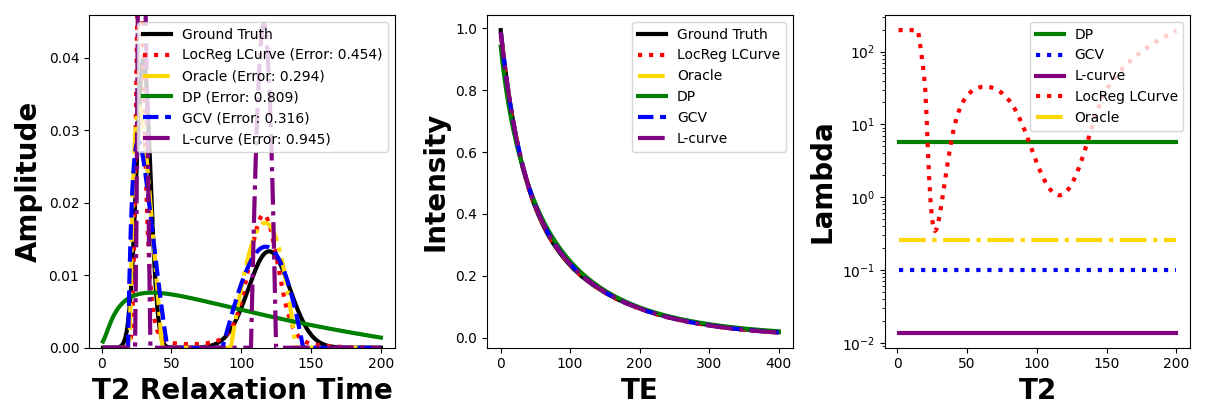 Amplitude
0.04
0.03
0.02
0.01
0.00
Ground Truth
LocReg LCurve (Error: 0.454)
Oracle (Error: 0.294)
DP (Error: 0.809)
GCV (Error: 0.316)
L-curve (Error: 0.945)
0 50 100 150 200
T2 Relaxation Time
Intensity
1.0
0.8
0.6
0.4
0.2
0.0
Ground Truth
LocReg LCurve
Oracle
DP
GCV
L-curve
0 100 200 300 400
TE
Lambda
10²
10¹
10⁰
10⁻¹
10⁻²
DP
GCV
L-curve
LocReg LCurve
Oracle
0 50 100 150 200
T2